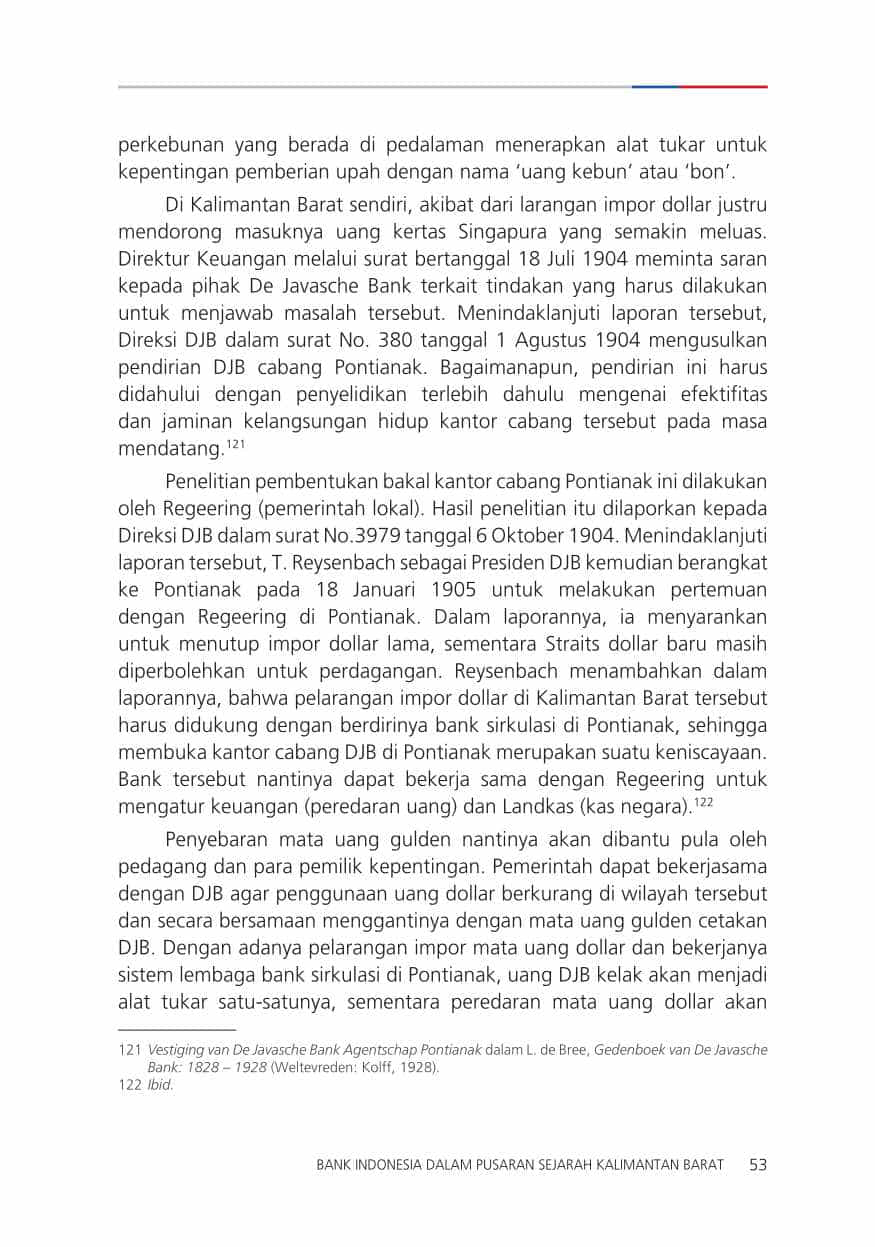 perkebunan yang berada di pedalaman menerapkan alat tukar untuk
kepentingan pemberian upah dengan nama ‘uang kebun’ atau ‘bon’.
Di Kalimantan Barat sendiri, akibat dari larangan impor dollar justru
mendorong masuknya uang kertas Singapura yang semakin meluas.
Direktur Keuangan melalui surat bertanggal 18 Juli 1904 meminta saran
kepada pihak De Javasche Bank terkait tindakan yang harus dilakukan
untuk menjawab masalah tersebut. Menindaklanjuti laporan tersebut,
Direksi DJB dalam surat No. 380 tanggal 1 Agustus 1904 mengusulkan
pendirian DJB cabang Pontianak. Bagaimanapun, pendirian ini harus
didahului dengan penyelidikan terlebih dahulu mengenai efektifitas
dan jaminan kelangsungan hidup kantor cabang tersebut pada masa
mendatang.121
Penelitian pembentukan bakal kantor cabang Pontianak ini dilakukan
oleh Regeering (pemerintah lokal). Hasil penelitian itu dilaporkan kepada
Direksi DJB dalam surat No.3979 tanggal 6 Oktober 1904. Menindaklanjuti
laporan tersebut, T. Reysenbach sebagai Presiden DJB kemudian berangkat
ke Pontianak pada 18 Januari 1905 untuk melakukan pertemuan
dengan Regeering di Pontianak. Dalam laporannya, ia menyarankan
untuk menutup impor dollar lama, sementara Straits dollar baru masih
diperbolehkan untuk perdagangan. Reysenbach menambahkan dalam
laporannya, bahwa pelarangan impor dollar di Kalimantan Barat tersebut
harus didukung dengan berdirinya bank sirkulasi di Pontianak, sehingga
membuka kantor cabang DJB di Pontianak merupakan suatu keniscayaan.
Bank tersebut nantinya dapat bekerja sama dengan Regeering untuk
mengatur keuangan (peredaran uang) dan Landkas (kas negara).122
Penyebaran mata uang gulden nantinya akan dibantu pula oleh
pedagang dan para pemilik kepentingan. Pemerintah dapat bekerjasama
dengan DJB agar penggunaan uang dollar berkurang di wilayah tersebut
dan secara bersamaan menggantinya dengan mata uang gulden cetakan
DJB. Dengan adanya pelarangan impor mata uang dollar dan bekerjanya
sistem lembaga bank sirkulasi di Pontianak, uang DJB kelak akan menjadi
alat tukar satu-satunya, sementara peredaran mata uang dollar akan
121 Vestiging van De Javasche Bank Agentschap Pontianak dalam L. de Bree, Gedenboek van De Javasche
Bank: 1828 – 1928 (Weltevreden: Kolff, 1928).
122 Ibid.
BANK INDONESIA DALAM PUSARAN SEJARAH KALIMANTAN BARAT 53